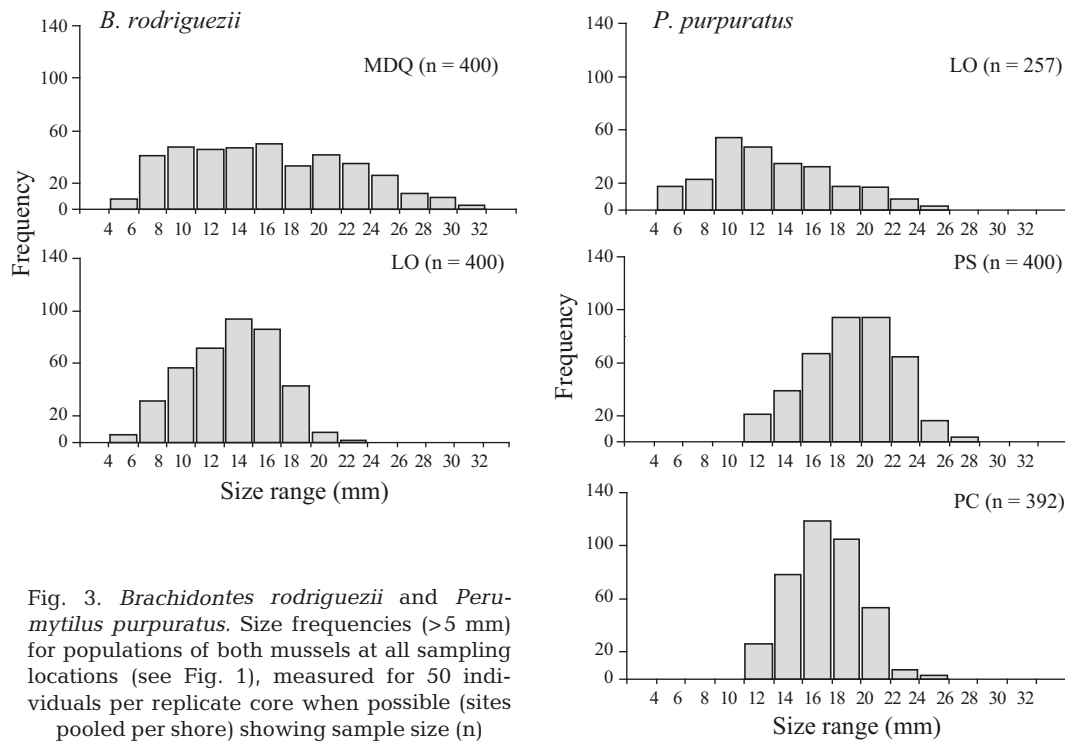 B. rodriguezii
MDQ (n = 400)
140
100
60
20
0
4 6 8 10 12 14 16 18 20 22 24 26 28 30 32
LO (n = 400)
140
100
60
20
0
4 6 8 10 12 14 16 18 20 22 24 26 28 30 32
Frequency
Size range (mm)
P. purpuratus
LO (n = 257)
140
100
60
20
0
4 6 8 10 12 14 16 18 20 22 24 26 28 30 32
PS (n = 400)
140
100
60
20
0
4 6 8 10 12 14 16 18 20 22 24 26 28 30 32
Frequency
PC (n = 392)
140
100
60
20
0
4 6 8 10 12 14 16 18 20 22 24 26 28 30 32
Size range (mm)
Fig. 3. Brachidontes rodriguezii and Peru-
mytilus purpuratus. Size frequencies (>5 mm)
for populations of both mussels at all sampling
locations (see Fig. 1), measured for 50 indi-
viduals per replicate core when possible (sites
pooled per shore) showing sample size (n)